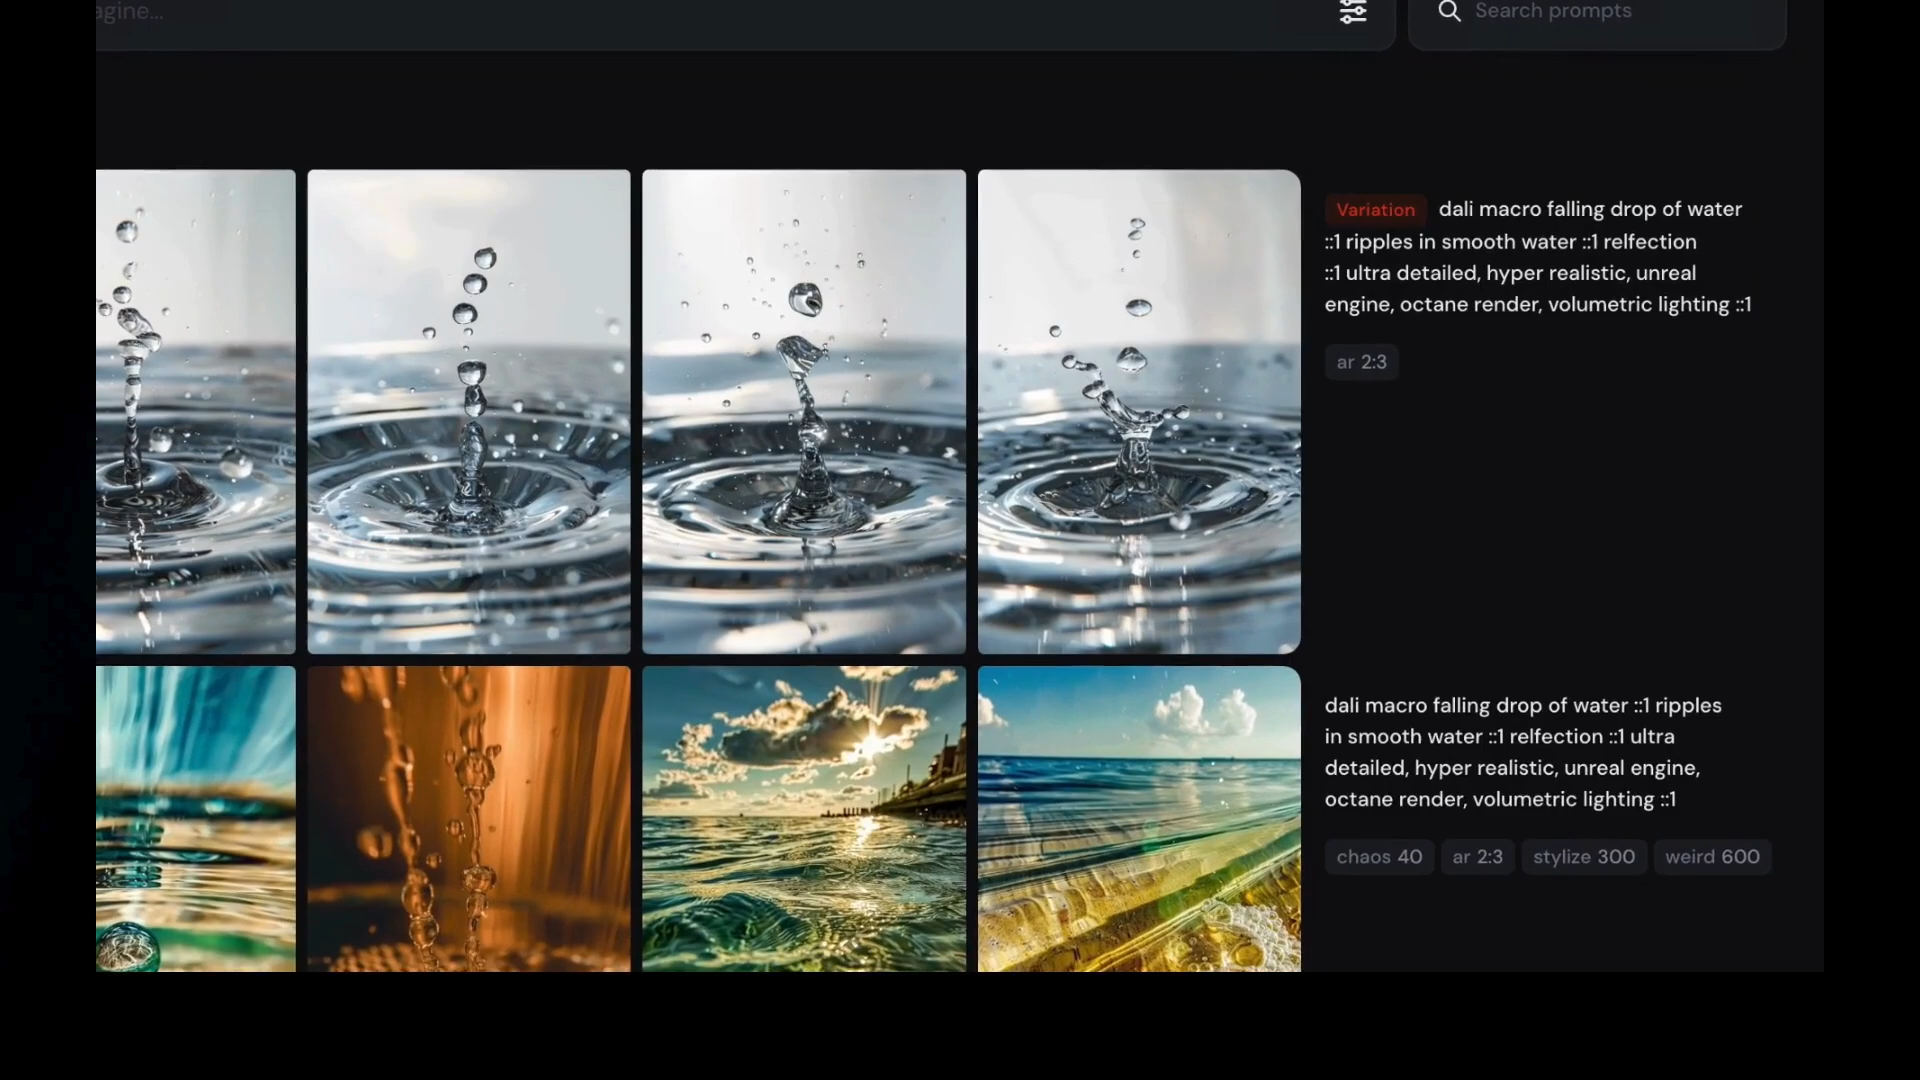 agine...
Search prompts
Variation dali macro falling drop of water
::1 ripples in smooth water ::1 relfection
::1 ultra detailed, hyper realistic, unreal
engine, octane render, volumetric lighting ::1
ar 2:3
dali macro falling drop of water ::1 ripples
in smooth water ::1 relfection ::1 ultra
detailed, hyper realistic, unreal engine,
octane render, volumetric lighting ::1
chaos 40 ar 2:3 stylize 300 weird 600